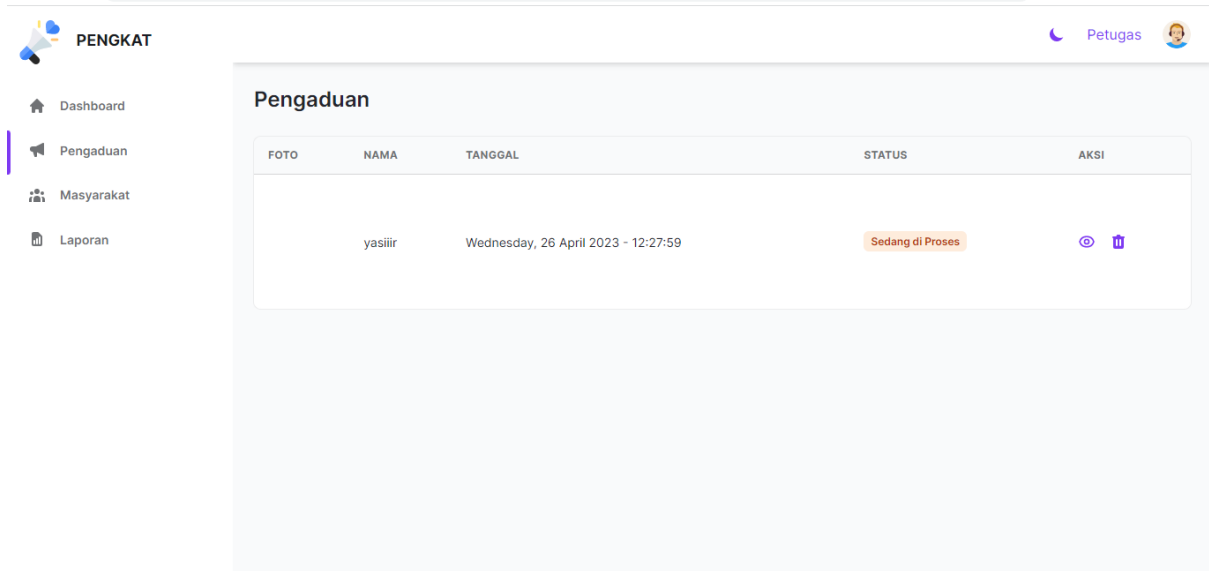 PENGKAT
Petugas
Dashboard
Pengaduan
Masyarakat
Laporan
Pengaduan
FOTO NAMA TANGGAL STATUS AKSI
yasiiir Wednesday, 26 April 2023 - 12:27:59 Sedang di Proses